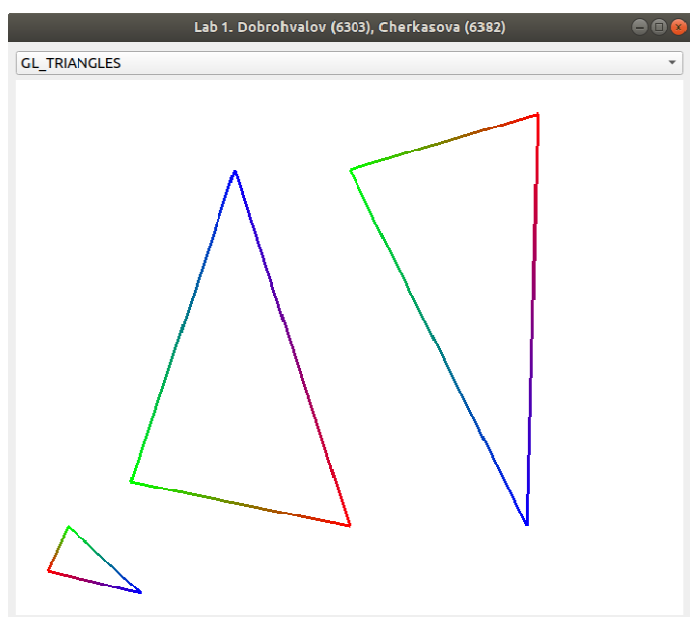 Lab 1. Dobrohvalov (6303), Cherkasova (6382)
GL_TRIANGLES